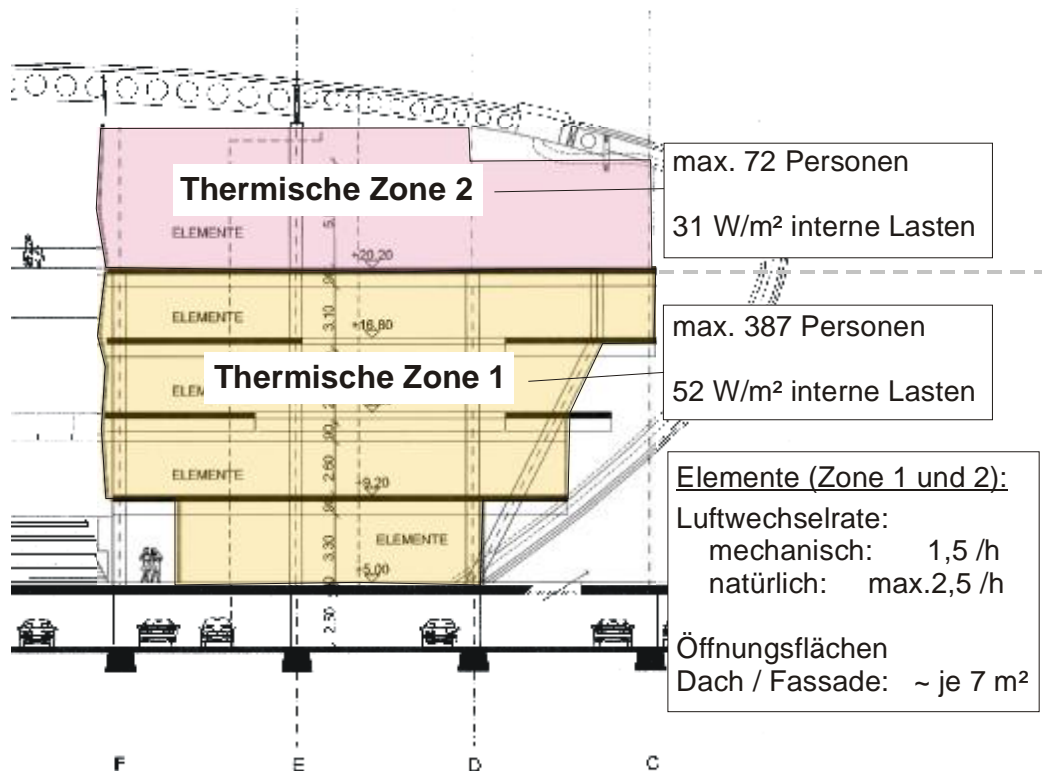 max. 72 Personen
Thermische Zone 2
31 W/m² interne Lasten
5
ELEMENTE
+20,20
ELEMENTE
3.10
+16,80
max. 387 Personen
Thermische Zone 1
52 W/m² interne Lasten
.90
2.60
ELEMENTE
+9,20
Elemente (Zone 1 und 2):
Luftwechselrate:
mechanisch: 1,5 /h
natürlich: max.2,5 /h
ELEMENTE
3.30
+5,00
2.50
Öffnungsflächen
Dach / Fassade: ~ je 7 m²
F E D C